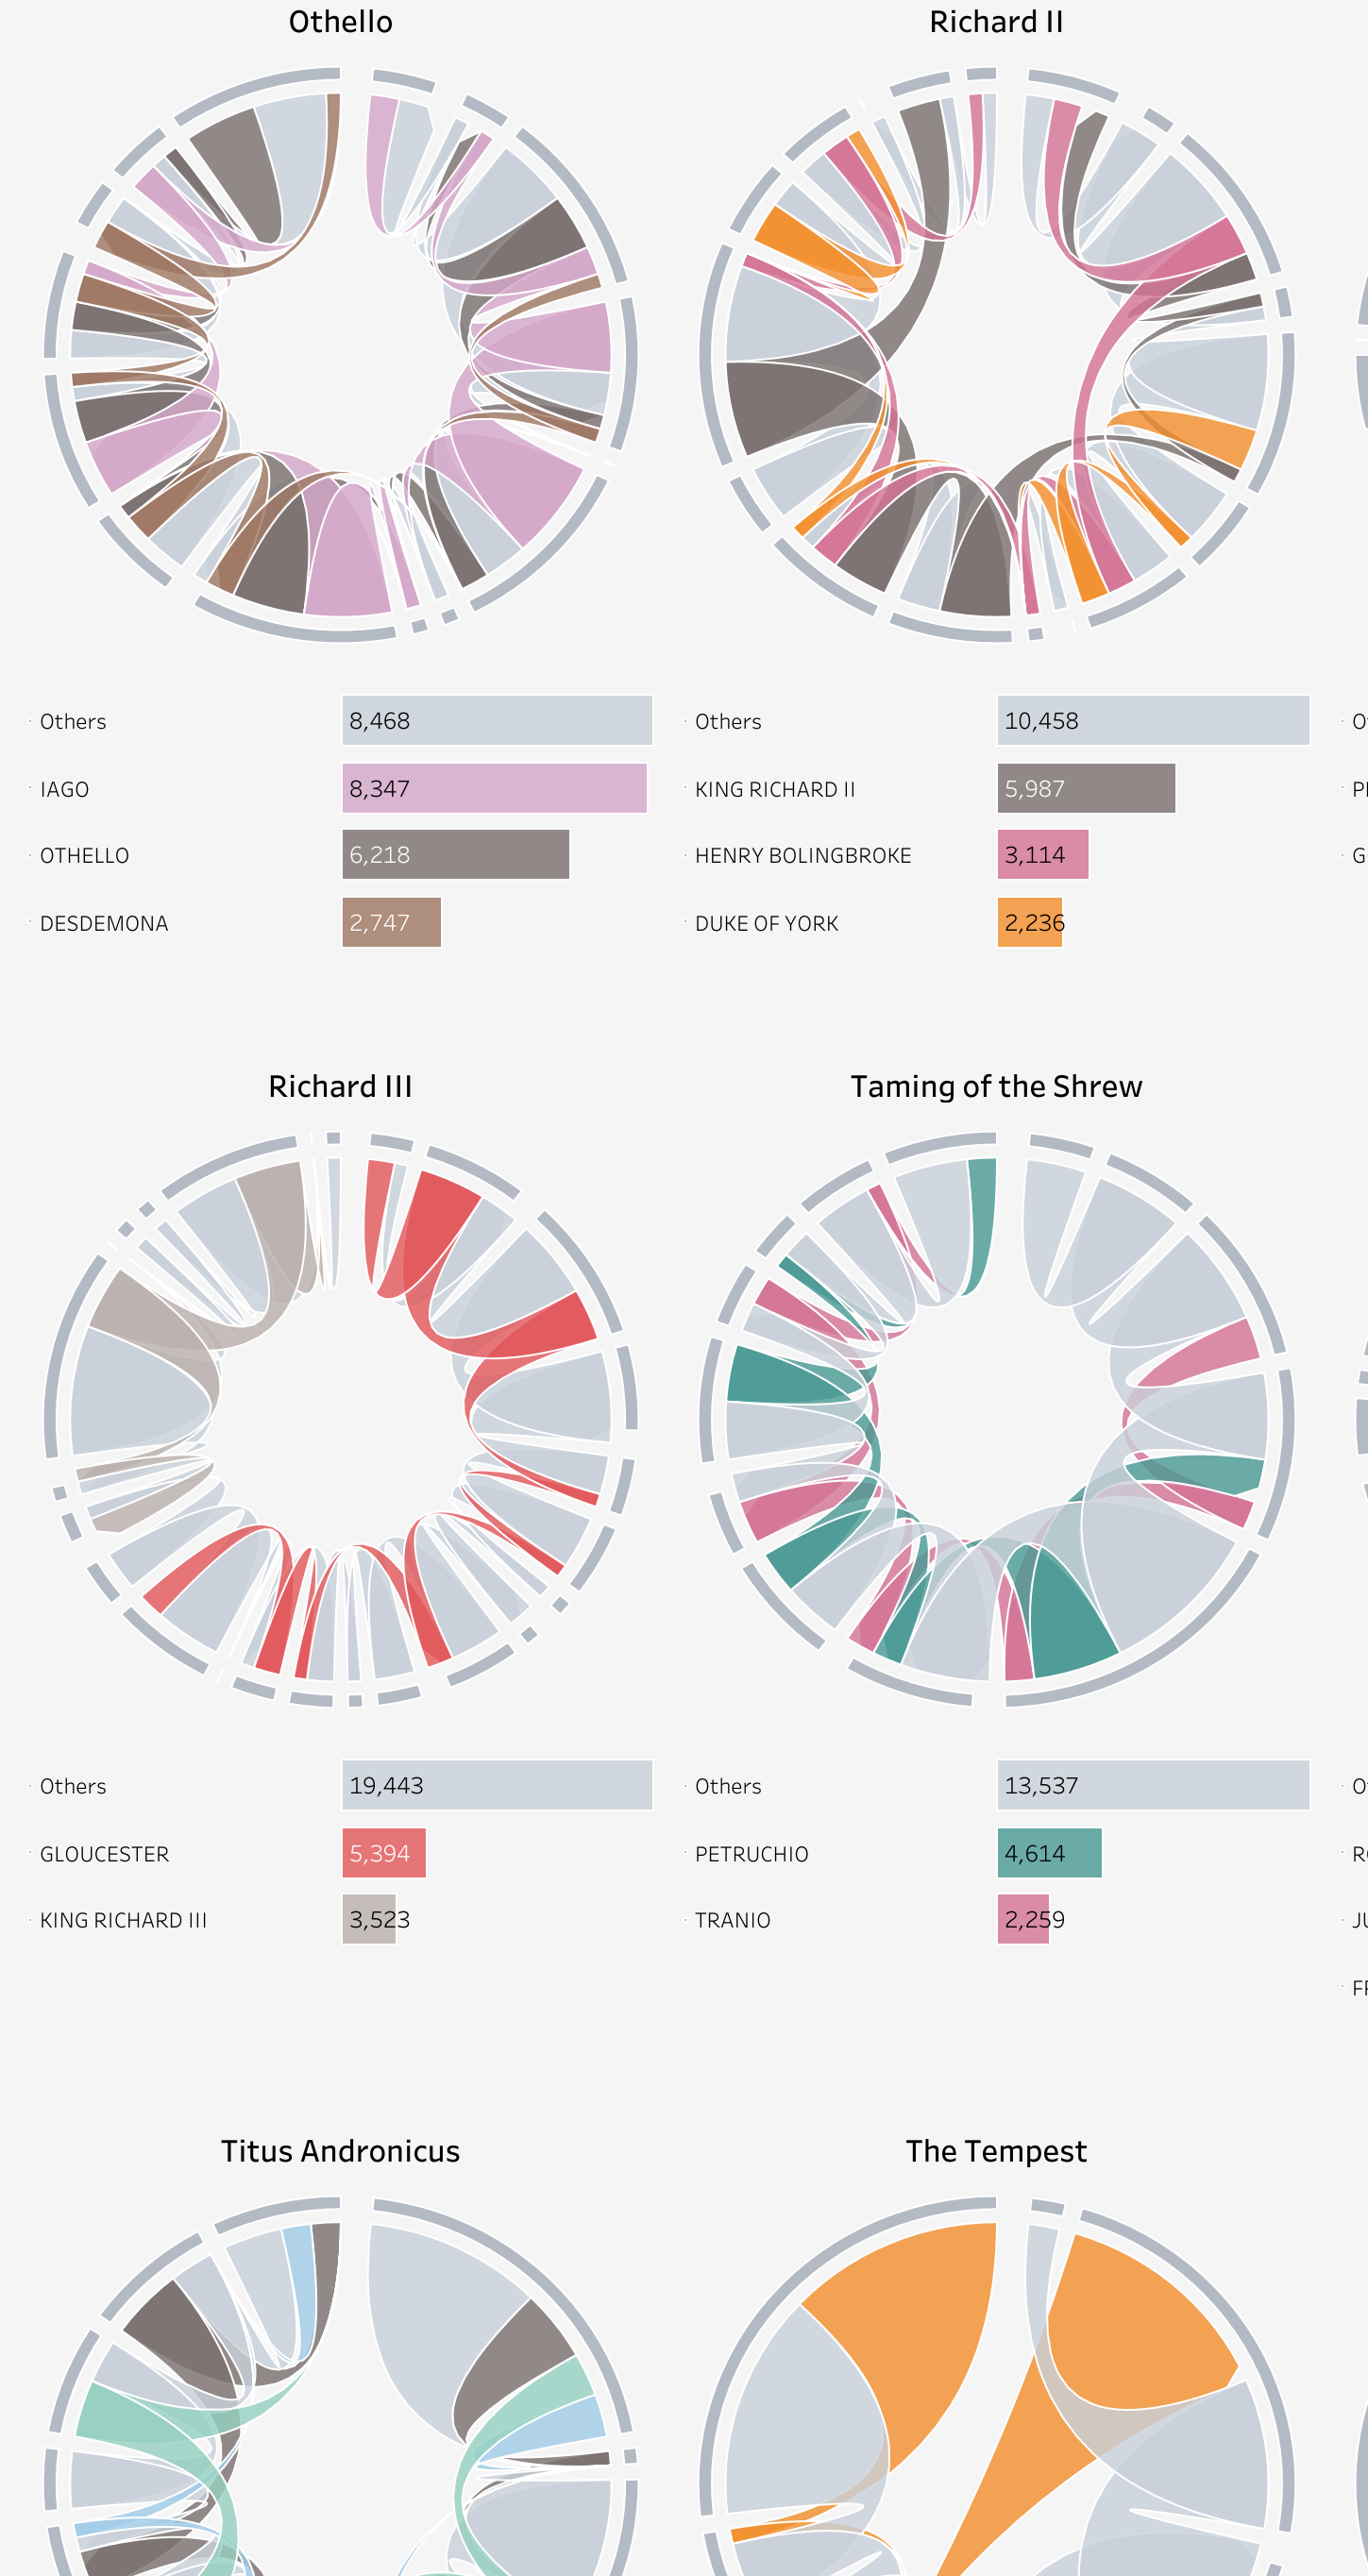 Othello
Richard II
Others 8,468
Others 10,458
IAGO 8,347
KING RICHARD II 5,987
OTHELLO 6,218
HENRY BOLINGBROKE 3,114
DESDEMONA 2,747
DUKE OF YORK 2,236
Richard III
Taming of the Shrew
Others 19,443
Others 13,537
GLOUCESTER 5,394
PETRUCHIO 4,614
KING RICHARD III 3,523
TRANIO 2,259
Titus Andronicus
The Tempest